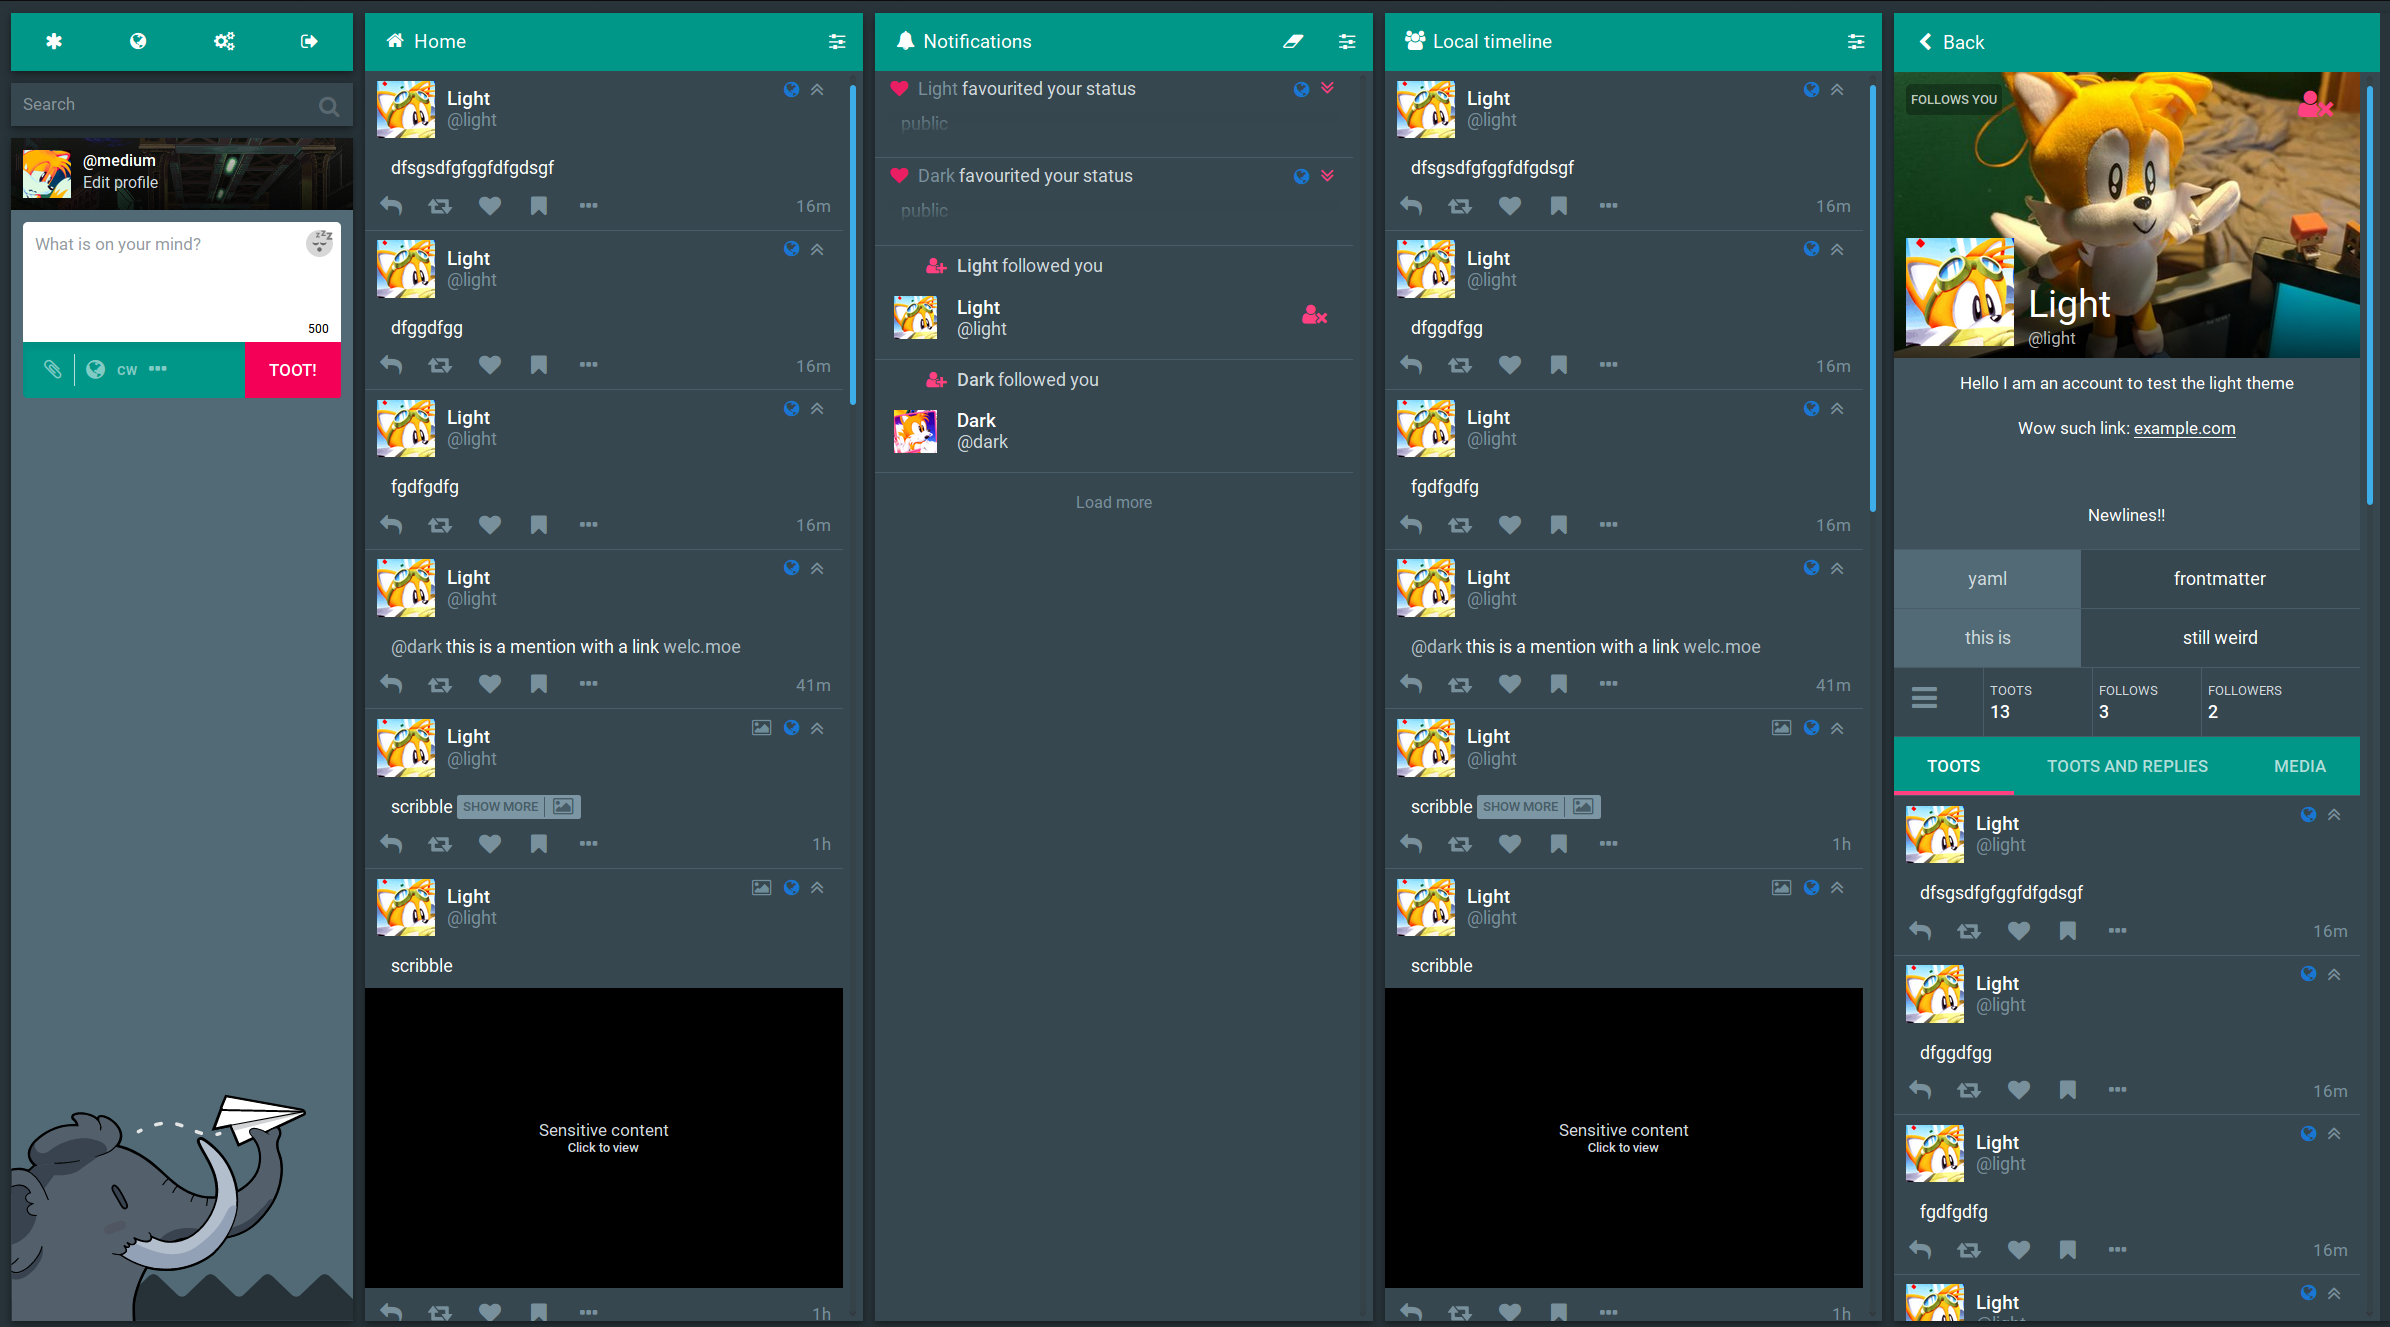 Search
@medium
Edit profile
What is on your mind?
500
CW
TOOT!
Home
Light
@light
dfsgsdfgfggfdfgdsgf
16m
Light
@light
dfggdfgg
16m
Light
@light
fgdfgdfg
16m
Light
@light
@dark this is a mention with a link welc.moe
41m
Light
@light
scribble SHOW MORE
1h
Light
@light
scribble
Sensitive content
Click to view
1h
Notifications
Light favourited your status
public
Dark favourited your status
public
Light followed you
Light
@light
Dark followed you
Dark
@dark
Load more
Local timeline
Light
@light
dfsgsdfgfggfdfgdsgf
16m
Light
@light
dfggdfgg
16m
Light
@light
fgdfgdfg
16m
Light
@light
@dark this is a mention with a link welc.moe
41m
Light
@light
scribble SHOW MORE
1h
Light
@light
scribble
Sensitive content
Click to view
1h
Back
FOLLOWS YOU
Light
@light
Hello I am an account to test the light theme
Wow such link: example.com
Newlines!!
yaml frontmatter
this is still weird
TOOTS FOLLOWS FOLLOWERS
13 3 2
TOOTS TOOTS AND REPLIES MEDIA
Light
@light
dfsgsdfgfggfdfgdsgf
16m
Light
@light
dfggdfgg
16m
Light
@light
fgdfgdfg
16m
Light
@light